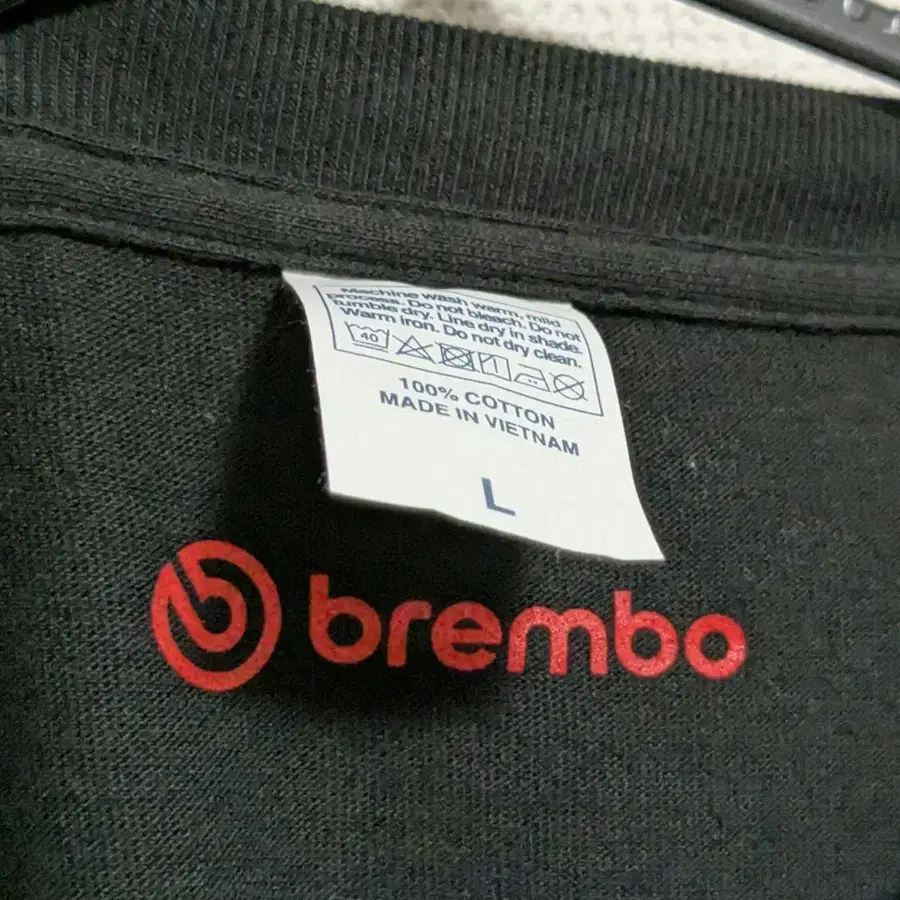 Machine wash warm, mild
process. Do not bleach. Do not
tumble dry. Line dry in shade.
Warm iron. Do not dry clean.
40
100% COTTON
MADE IN VIETNAM
L
brembo